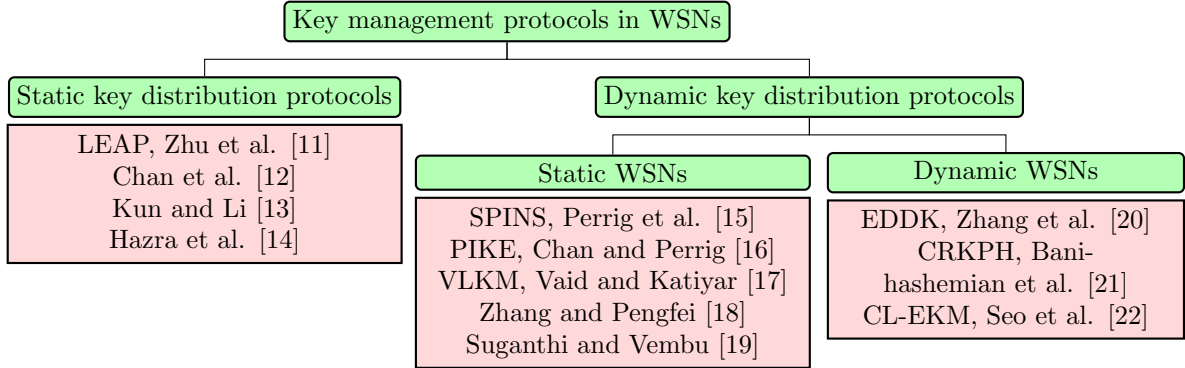 Key management protocols in WSNs
Static key distribution protocols
LEAP, Zhu et al. [11]
Chan et al. [12]
Kun and Li [13]
Hazra et al. [14]
Dynamic key distribution protocols
Static WSNs
SPINS, Perrig et al. [15]
PIKE, Chan and Perrig [16]
VLKM, Vaid and Katiyar [17]
Zhang and Pengfei [18]
Suganthi and Vembu [19]
Dynamic WSNs
EDDK, Zhang et al. [20]
CRKPH, Bani-
hashemian et al. [21]
CL-EKM, Seo et al. [22]